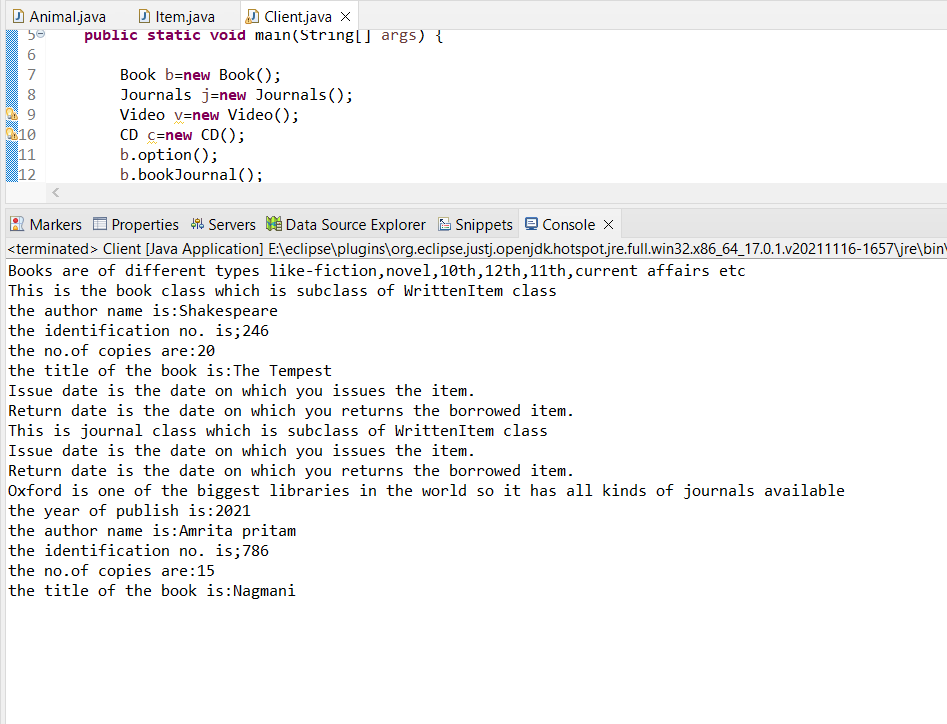 Animal.java Item.java Client.java
5 public static void main(String[] args) {
6
7 Book b=new Book();
8 Journals j=new Journals();
9 Video v=new Video();
10 CD c=new CD();
11 b.option();
12 b.bookJournal();
Markers Properties Servers Data Source Explorer Snippets Console
<terminated> Client [Java Application] E:\eclipse\plugins\org.eclipse.justj.openjdk.hotspot.jre.full.win32.x86_64_17.0.1.v20211116-1657\jre\bin\
Books are of different types like-fiction,novel,10th,12th,11th,current affairs etc
This is the book class which is subclass of WrittenItem class
the author name is:Shakespeare
the identification no. is;246
the no.of copies are:20
the title of the book is:The Tempest
Issue date is the date on which you issues the item.
Return date is the date on which you returns the borrowed item.
This is journal class which is subclass of WrittenItem class
Issue date is the date on which you issues the item.
Return date is the date on which you returns the borrowed item.
Oxford is one of the biggest libraries in the world so it has all kinds of journals available
the year of publish is:2021
the author name is:Amrita pritam
the identification no. is;786
the no.of copies are:15
the title of the book is:Nagmani